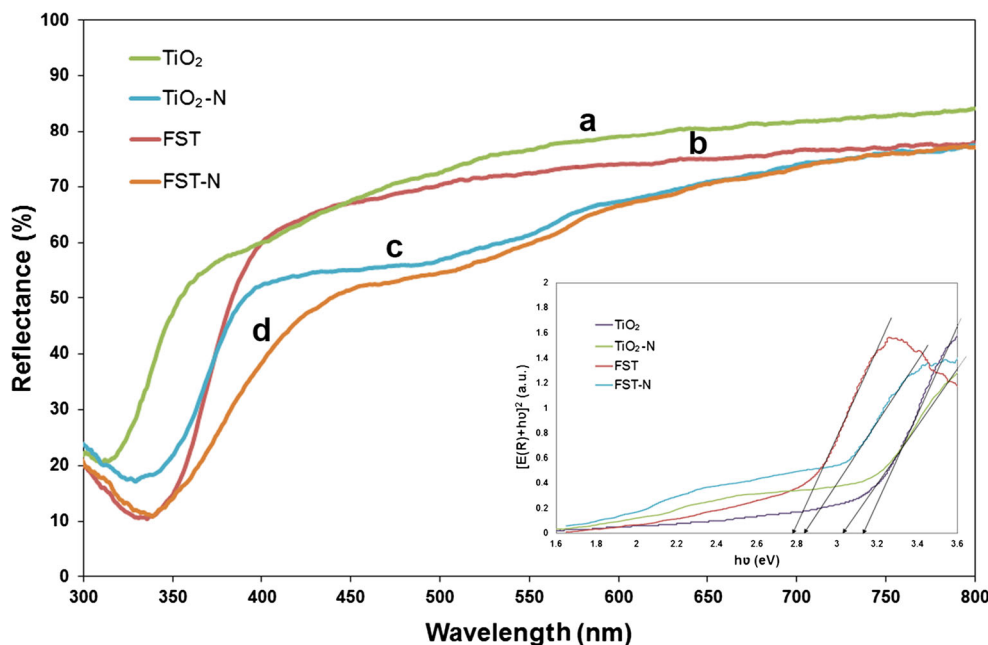 100
90
80
70
60
50
40
30
20
10
0
Reflectance (%)
TiO2
TiO2-N
FST
FST-N
a
b
c
d
300 350 400 450 500 550 600 650 700 750 800
Wavelength (nm)
2
1.8
1.6
1.4
1.2
1
0.8
0.6
0.4
0.2
0
[E(R)+hυ]2 (a.u.)
TiO2
TiO2-N
FST
FST-N
1.6 2 2.2 2.4 2.6 2.8 3 3.2 3.4 3.6
hυ (eV)